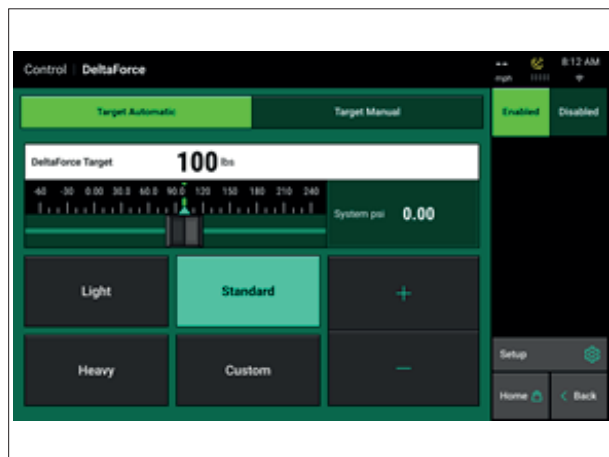 Control | DeltaForce
-- mph
8:12 AM
Target Automatic
Target Manual
Enabled
Disabled
DeltaForce Target 100 lbs
-60 -30 0.00 30.0 60.0 90.0 120 150 180 210 240
System psi 0.00
Light
Standard
+
Heavy
Custom
−
Setup
Home
< Back